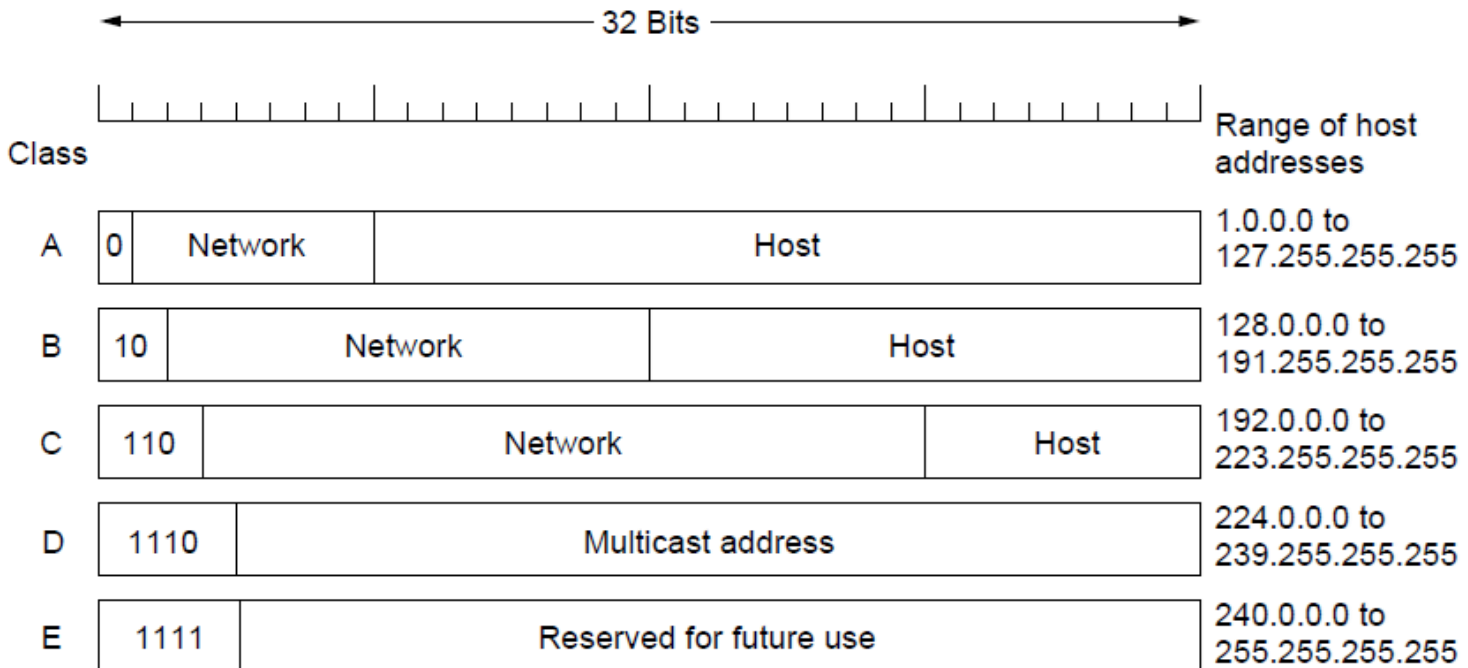 32 Bits
Range of host
addresses
Class
A 0 Network Host 1.0.0.0 to
127.255.255.255
B 10 Network Host 128.0.0.0 to
191.255.255.255
C 110 Network Host 192.0.0.0 to
223.255.255.255
D 1110 Multicast address 224.0.0.0 to
239.255.255.255
E 1111 Reserved for future use 240.0.0.0 to
255.255.255.255